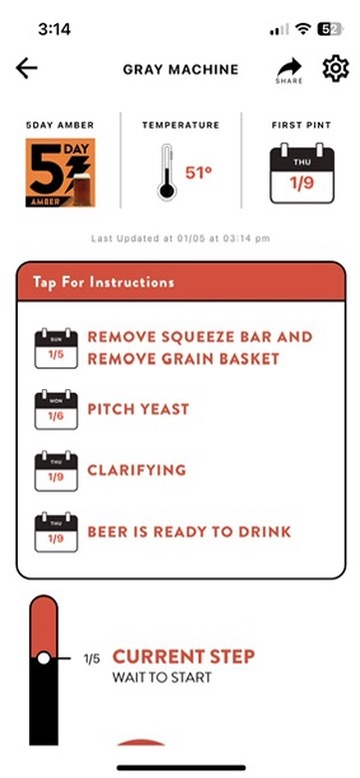 3:14
52
GRAY MACHINE
SHARE
5DAY AMBER
5 DAY
AMBER
TEMPERATURE
51°
FIRST PINT
THU
1/9
Last Updated at 01/05 at 03:14 pm
Tap For Instructions
SUN
1/5
REMOVE SQUEEZE BAR AND
REMOVE GRAIN BASKET
MON
1/6
PITCH YEAST
THU
1/9
CLARIFYING
THU
1/9
BEER IS READY TO DRINK
1/5
CURRENT STEP
WAIT TO START